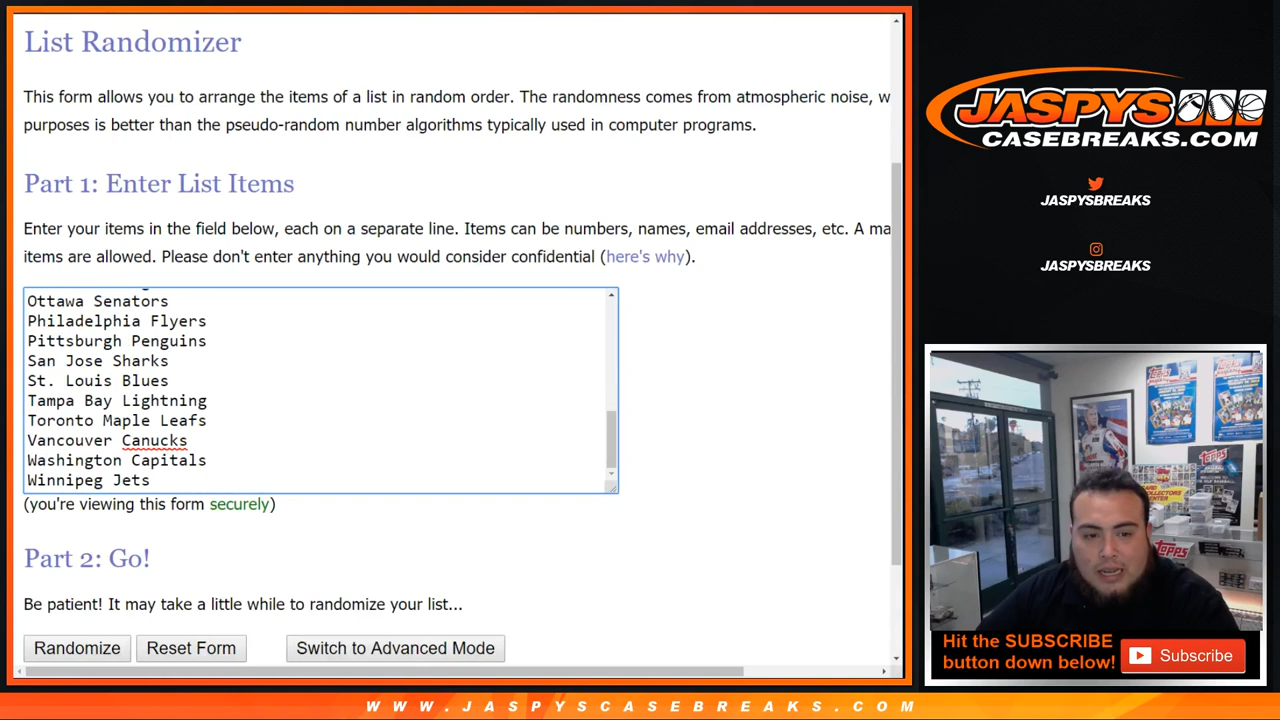 List Randomizer
This form allows you to arrange the items of a list in random order. The randomness comes from atmospheric noise, w
purposes is better than the pseudo-random number algorithms typically used in computer programs.
Part 1: Enter List Items
Enter your items in the field below, each on a separate line. Items can be numbers, names, email addresses, etc. A ma
items are allowed. Please don't enter anything you would consider confidential (here's why).
Ottawa Senators
Philadelphia Flyers
Pittsburgh Penguins
San Jose Sharks
St. Louis Blues
Tampa Bay Lightning
Toronto Maple Leafs
Vancouver Canucks
Washington Capitals
Winnipeg Jets
(you're viewing this form securely)
Part 2: Go!
Be patient! It may take a little while to randomize your list...
Randomize
Reset Form
Switch to Advanced Mode
JASPYS
CASEBREAKS.COM
JASPYSBREAKS
JASPYSBREAKS
TOPPS
TOPPS
TOPPS
TOPPS
Hit the SUBSCRIBE
button down below!
Subscribe
WWW.JASPYSCASEBREAKS.COM